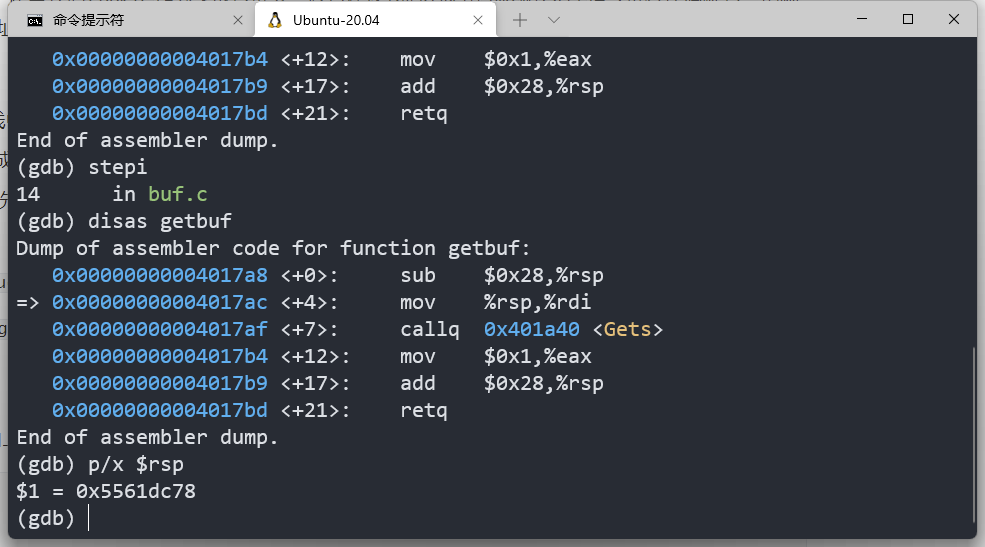 命令提示符
Ubuntu-20.04
0x00000000004017b4 <+12>: mov $0x1,%eax
0x00000000004017b9 <+17>: add $0x28,%rsp
0x00000000004017bd <+21>: retq
End of assembler dump.
(gdb) stepi
14 in buf.c
(gdb) disas getbuf
Dump of assembler code for function getbuf:
0x00000000004017a8 <+0>: sub $0x28,%rsp
=> 0x00000000004017ac <+4>: mov %rsp,%rdi
0x00000000004017af <+7>: callq 0x401a40 <Gets>
0x00000000004017b4 <+12>: mov $0x1,%eax
0x00000000004017b9 <+17>: add $0x28,%rsp
0x00000000004017bd <+21>: retq
End of assembler dump.
(gdb) p/x $rsp
$1 = 0x5561dc78
(gdb)